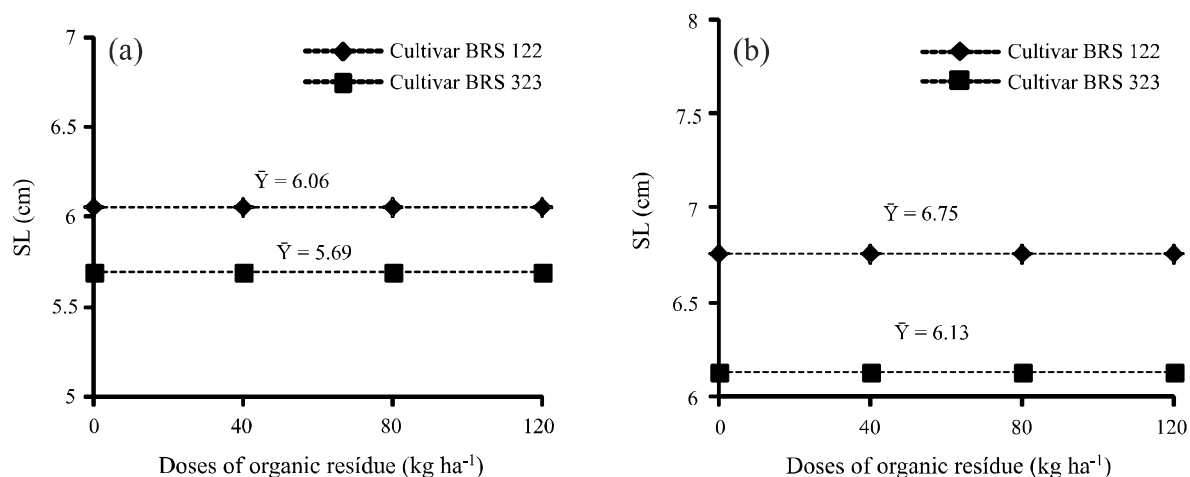 (a)
Cultivar BRS 122
Cultivar BRS 323
7
6.5
6
5.5
5
SL (cm)
Ȳ = 6.06
Ȳ = 5.69
0 40 80 120
Doses of organic resídue (kg ha⁻¹)
(b)
Cultivar BRS 122
Cultivar BRS 323
8
7.5
7
6.5
6
SL (cm)
Ȳ = 6.75
Ȳ = 6.13
0 40 80 120
Doses of organic resídue (kg ha⁻¹)